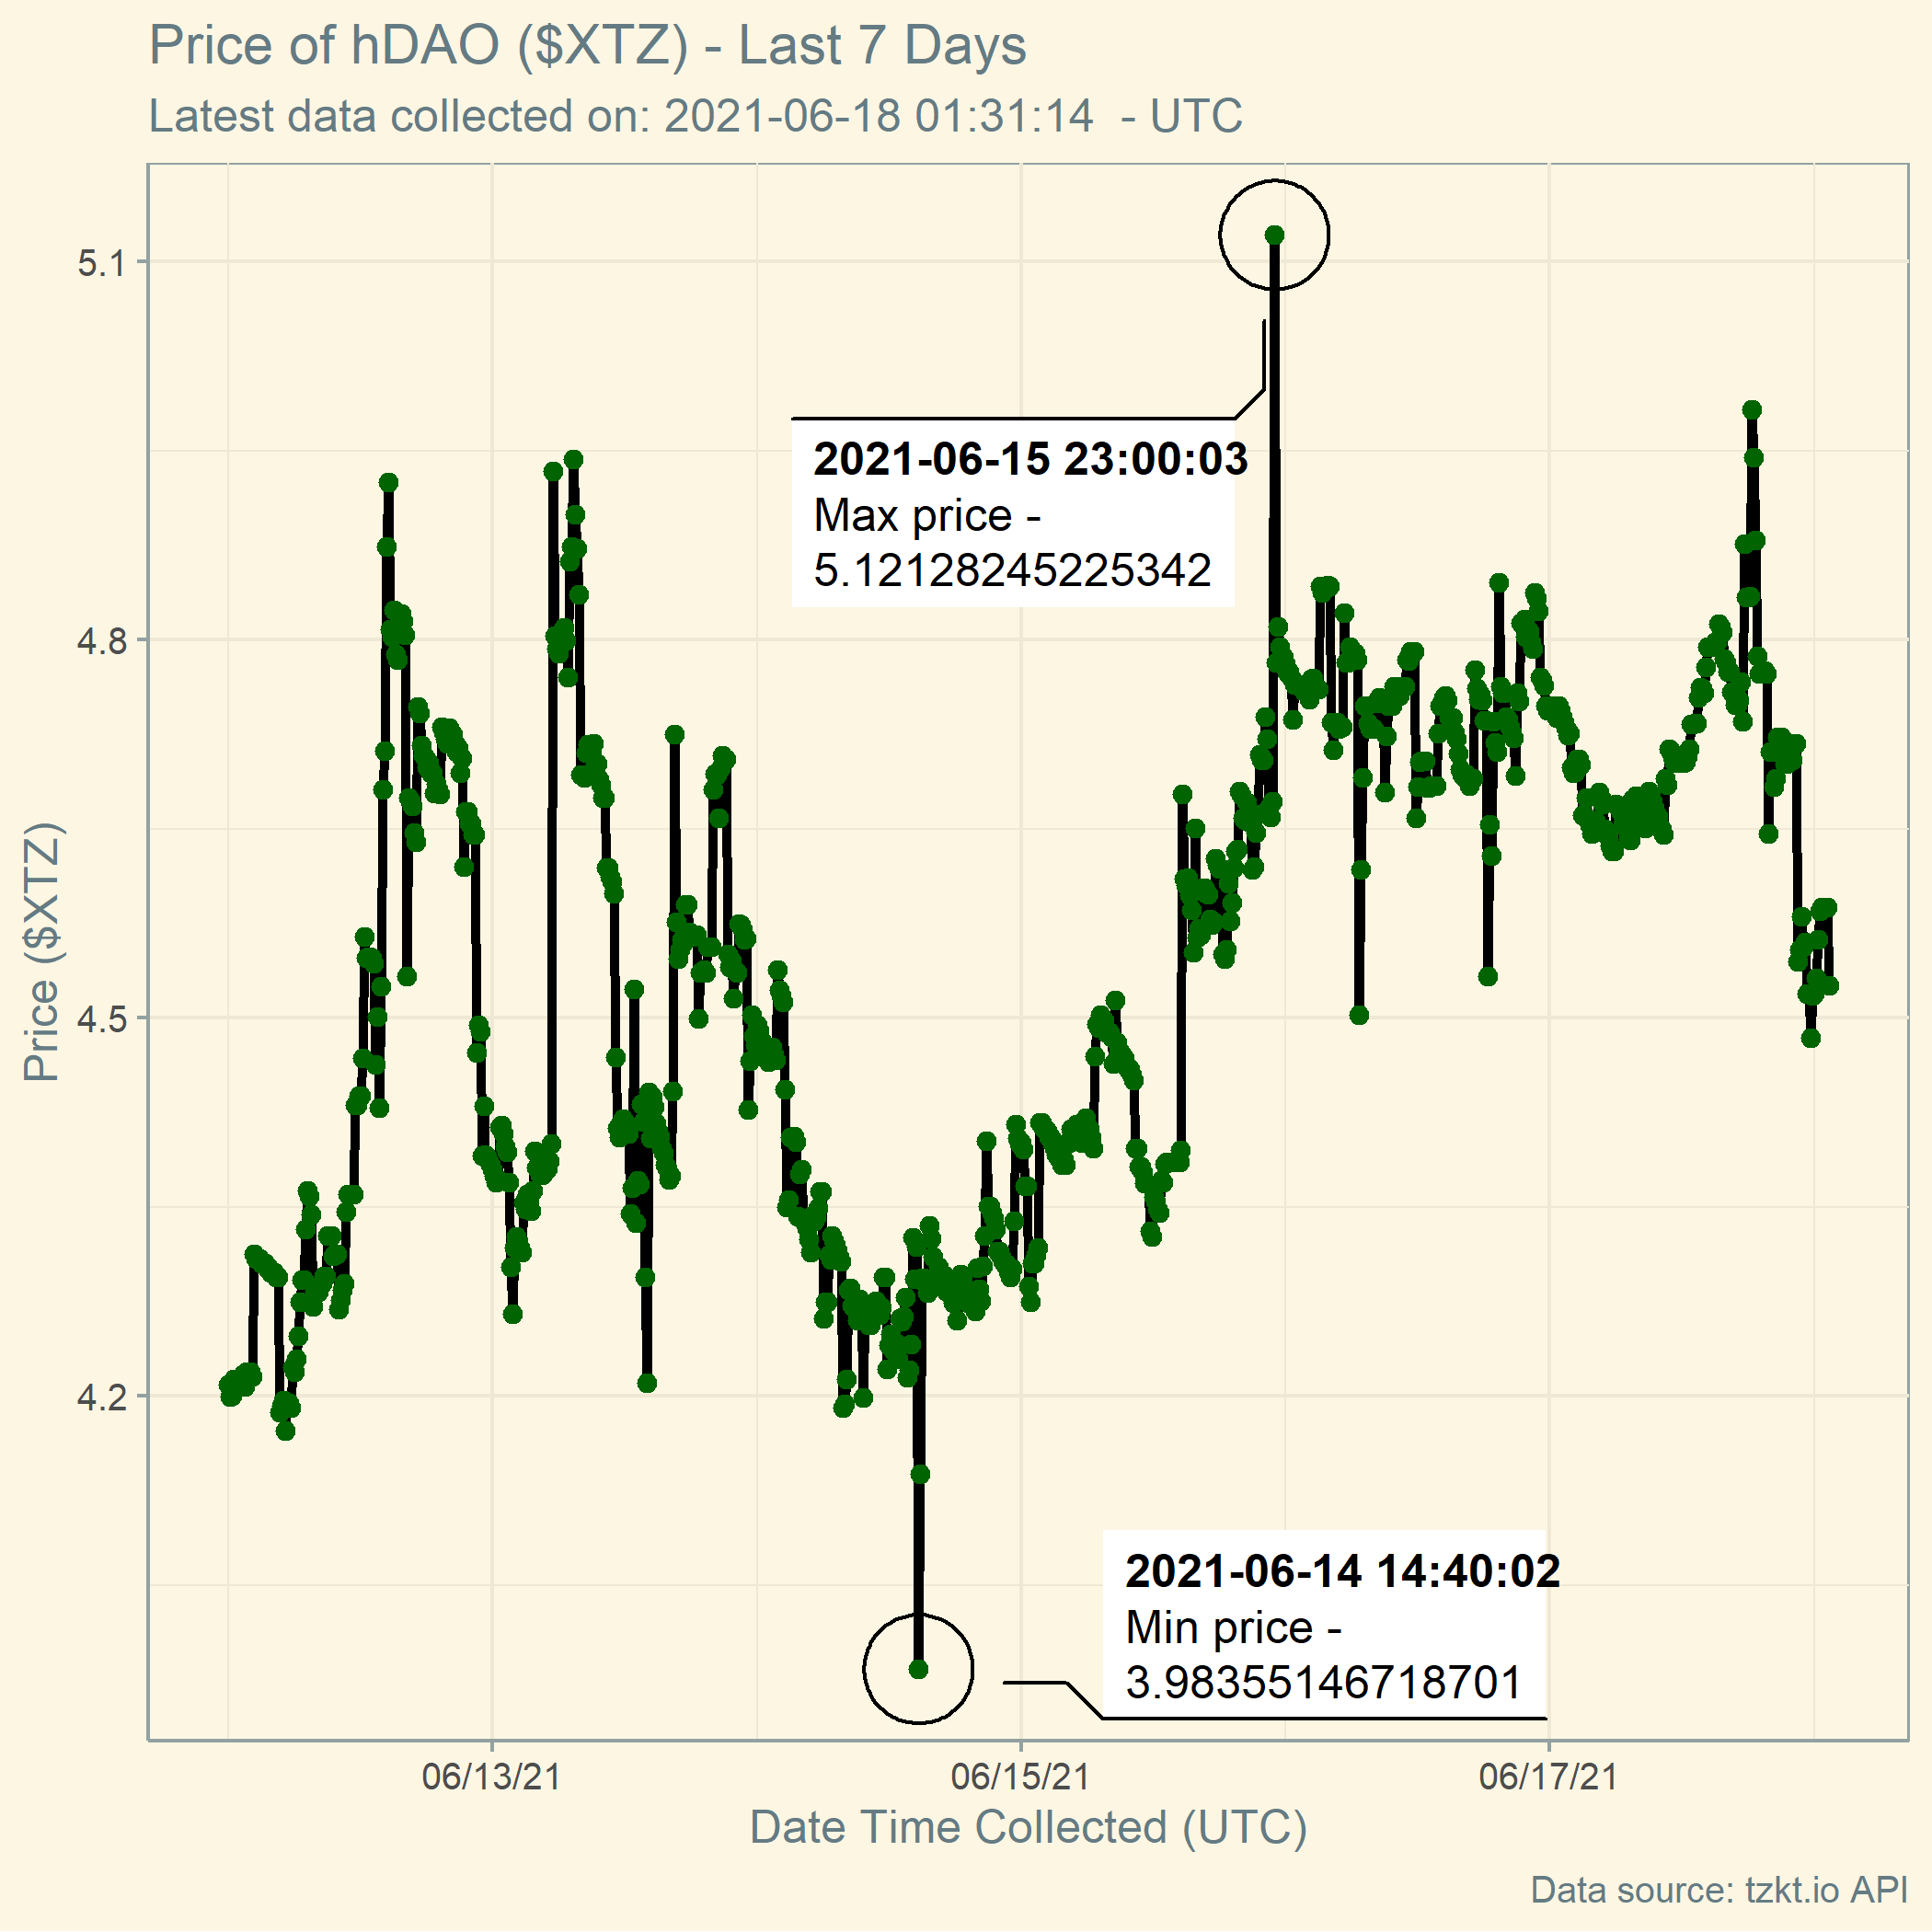 Price of hDAO ($XTZ) - Last 7 Days
Latest data collected on: 2021-06-18 01:31:14  - UTC
5.1
4.8
4.5
4.2
Price ($XTZ)
2021-06-15 23:00:03
Max price -
5.12128245225342
2021-06-14 14:40:02
Min price -
3.98355146718701
06/13/21
06/15/21
06/17/21
Date Time Collected (UTC)
Data source: tzkt.io API